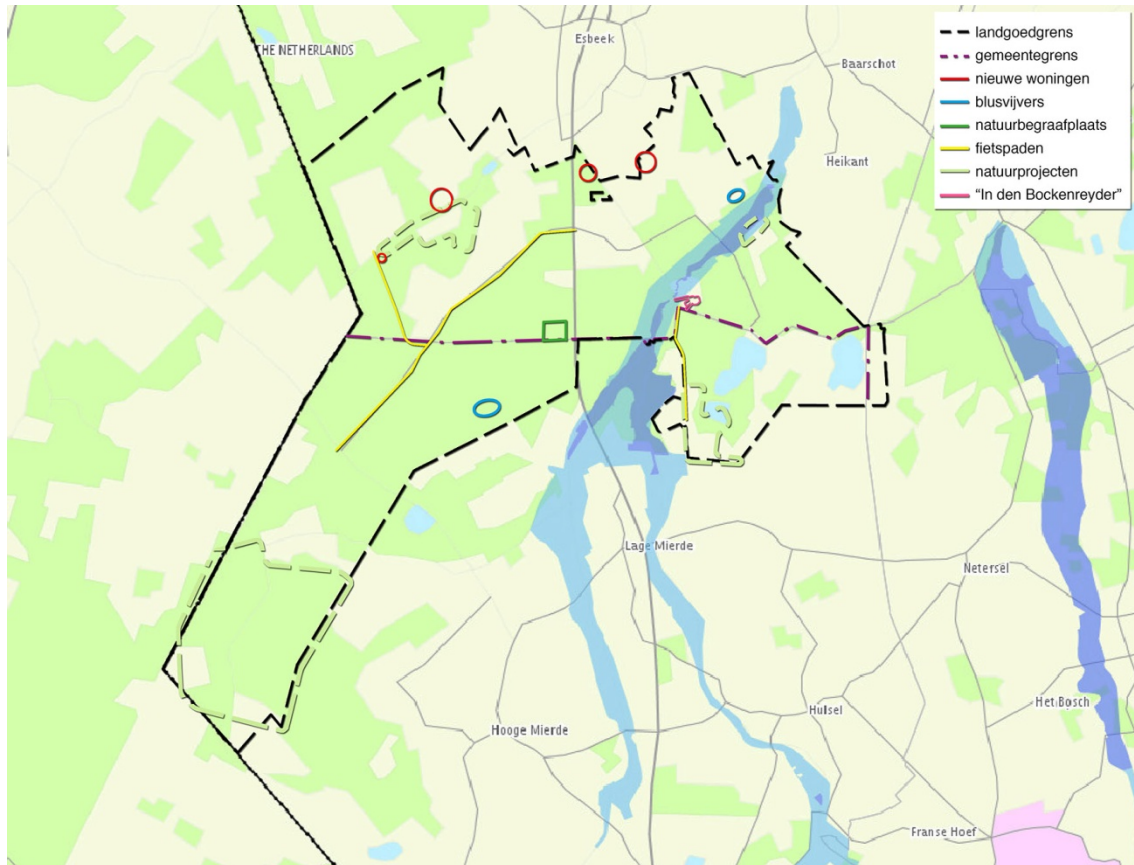 landgoedgrens
gemeentegrens
nieuwe woningen
blusvijvers
natuurbegraafplaats
fietspaden
natuurprojecten
“In den Bockenreyder”
THE NETHERLANDS
Esbeek
Baarschot
Heikant
Lage Mierde
Netersel
Hooge Mierde
Hulsel
Het Bosch
Franse Hoef